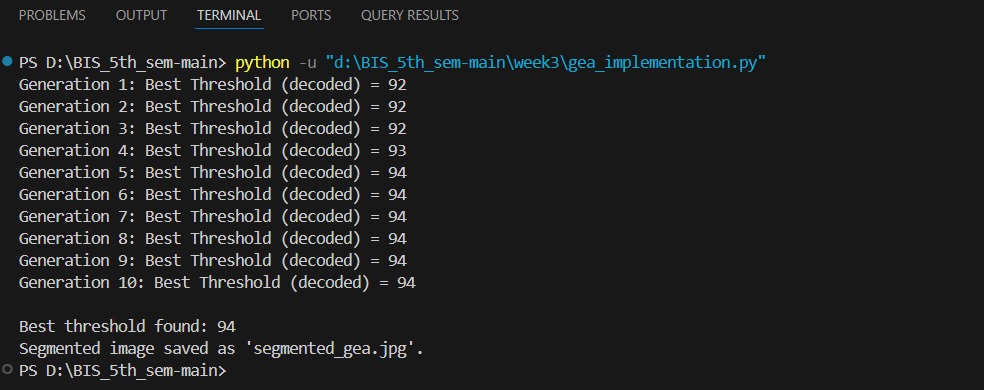 PROBLEMS OUTPUT TERMINAL PORTS QUERY RESULTS
PS D:\BIS_5th_sem-main> python -u "d:\BIS_5th_sem-main\week3\gea_implementation.py"
Generation 1: Best Threshold (decoded) = 92
Generation 2: Best Threshold (decoded) = 92
Generation 3: Best Threshold (decoded) = 92
Generation 4: Best Threshold (decoded) = 93
Generation 5: Best Threshold (decoded) = 94
Generation 6: Best Threshold (decoded) = 94
Generation 7: Best Threshold (decoded) = 94
Generation 8: Best Threshold (decoded) = 94
Generation 9: Best Threshold (decoded) = 94
Generation 10: Best Threshold (decoded) = 94
Best threshold found: 94
Segmented image saved as 'segmented_gea.jpg'.
PS D:\BIS_5th_sem-main>